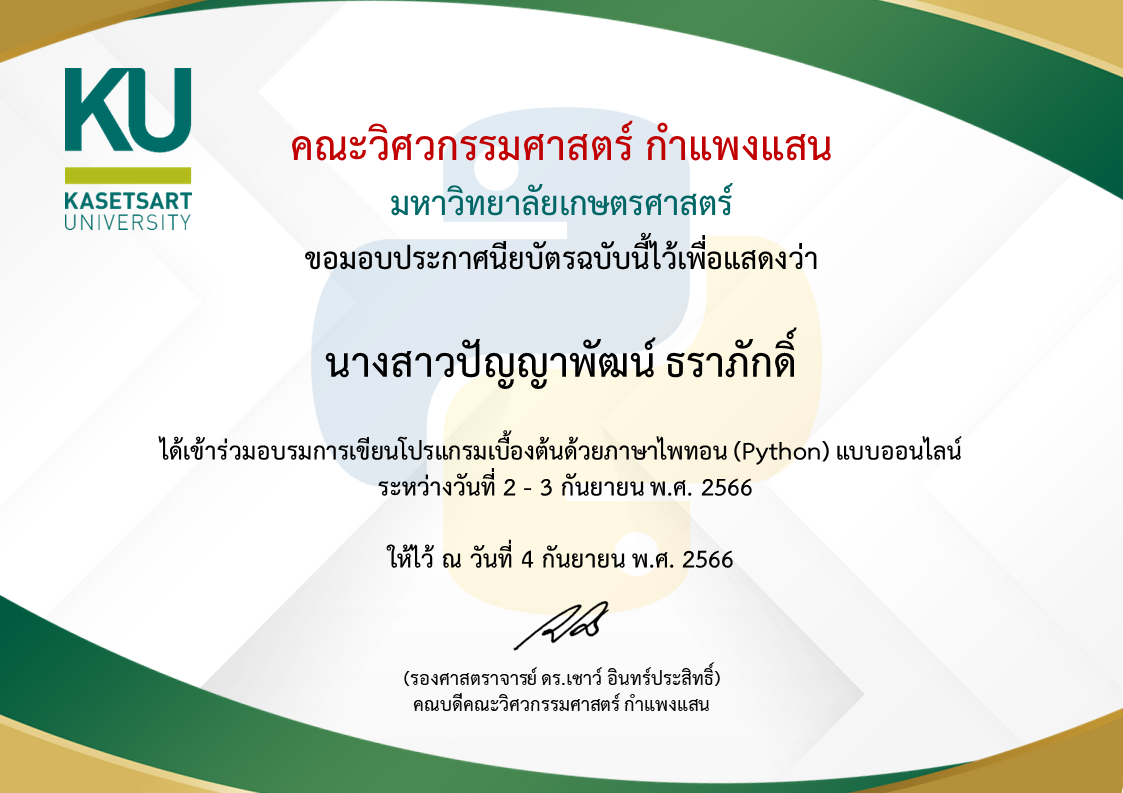 KU
KASETSART
UNIVERSITY
คณะวิศวกรรมศาสตร์ กำแพงแสน
มหาวิทยาลัยเกษตรศาสตร์
ขอมอบประกาศนียบัตรฉบับนี้ไว้เพื่อแสดงว่า
นางสาวปัญญาพัฒน์ ธราภักดิ์
ได้เข้าร่วมอบรมการเขียนโปรแกรมเบื้องต้นด้วยภาษาไพทอน (Python) แบบออนไลน์
ระหว่างวันที่ 2 - 3 กันยายน พ.ศ. 2566
ให้ไว้ ณ วันที่ 4 กันยายน พ.ศ. 2566
(รองศาสตราจารย์ ดร.เซาว์ อินทร์ประสิทธิ์)
คณบดีคณะวิศวกรรมศาสตร์ กำแพงแสน